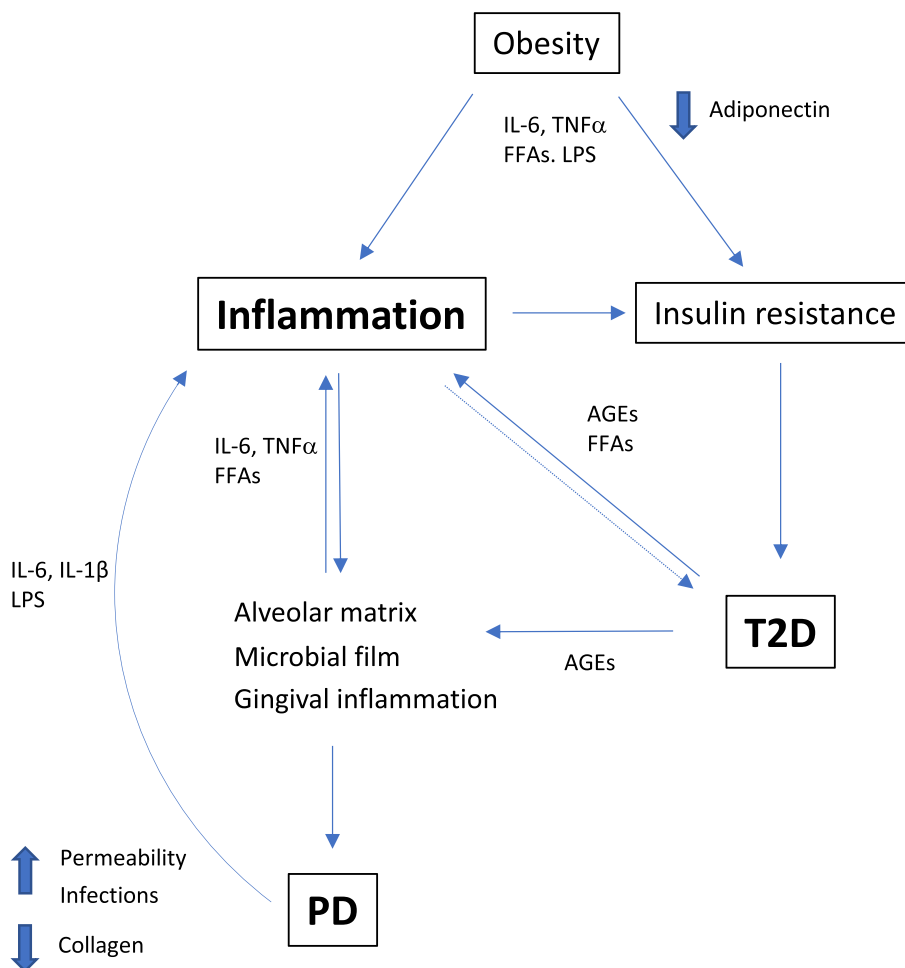 Obesity
Adiponectin
IL-6, TNFα
FFAs. LPS
Inflammation
Insulin resistance
AGEs
FFAs
IL-6, TNFα
FFAs
IL-6, IL-1β
LPS
Alveolar matrix
Microbial film
Gingival inflammation
AGEs
T2D
Permeability
Infections
Collagen
PD